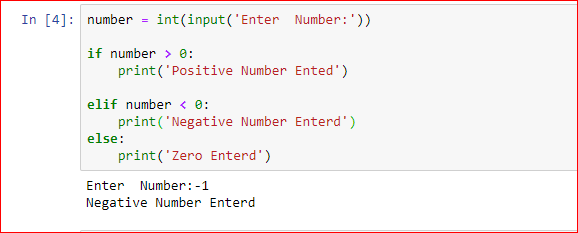 In [4]: number = int(input('Enter  Number:'))
if number > 0:
    print('Positive Number Ented')
elif number < 0:
    print('Negative Number Enterd')
else:
    print('Zero Enterd')
Enter  Number:-1
Negative Number Enterd